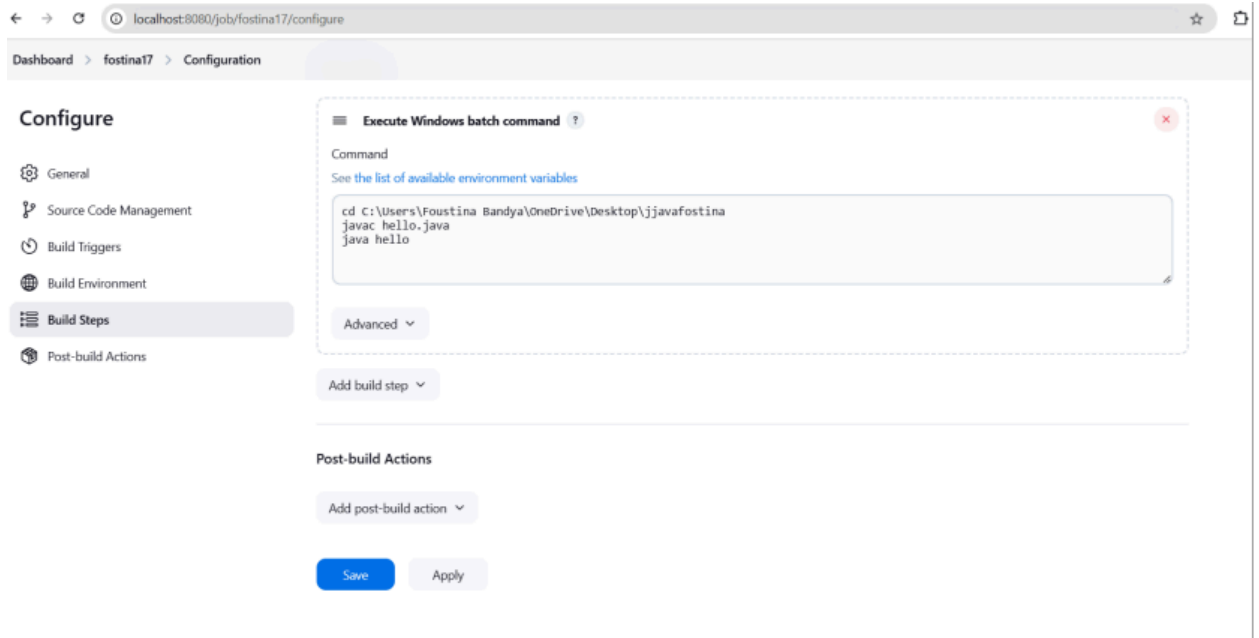 localhost:8080/job/fostina17/configure
Dashboard > fostina17 > Configuration
Configure
General
Source Code Management
Build Triggers
Build Environment
Build Steps
Post-build Actions
Execute Windows batch command ?
Command
See the list of available environment variables
cd C:\Users\Foustina Bandya\OneDrive\Desktop\jjavafostina
javac hello.java
java hello
Advanced
Add build step
Post-build Actions
Add post-build action
Save Apply